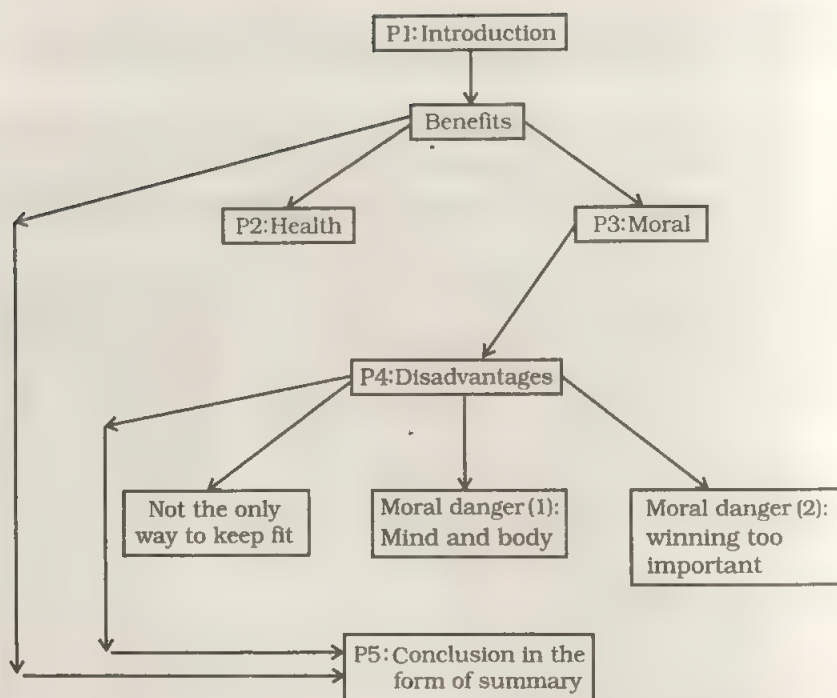 P1:Introduction
Benefits
P2:Health
P3:Moral
P4:Disadvantages
Not the only
way to keep fit
Moral danger (1):
Mind and body
Moral danger (2):
winning too
important
P5:Conclusion in the
form of summary